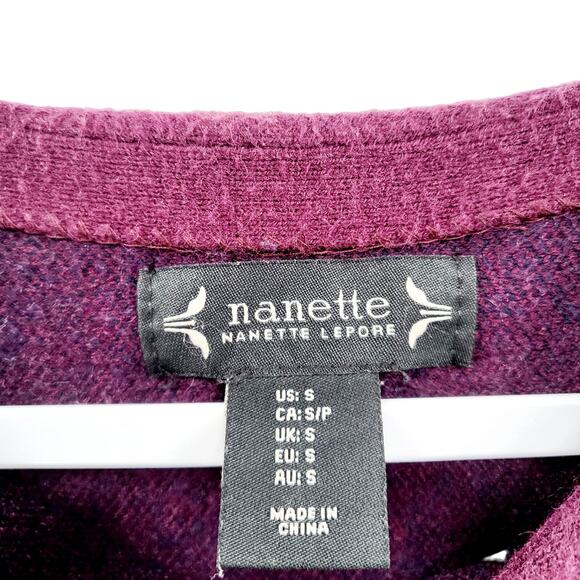 nanette
NANETTE LEPORE
US: S
CA: S/P
UK: S
EU: S
AU: S
MADE IN
CHINA